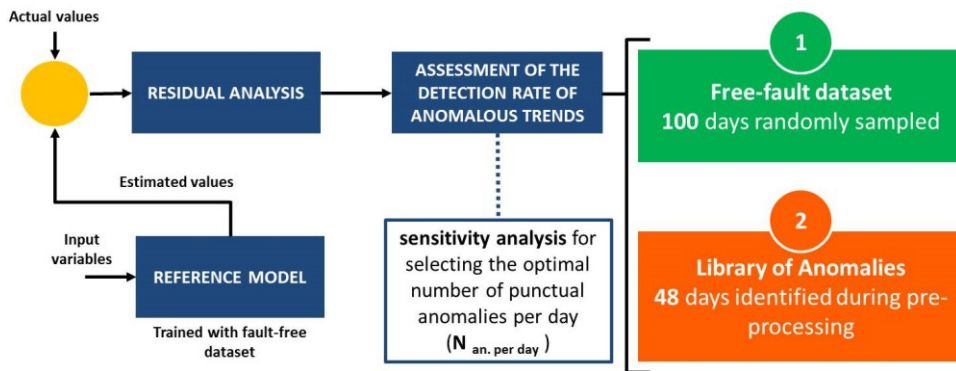 Actual values
RESIDUAL ANALYSIS
ASSESSMENT OF THE
DETECTION RATE OF
ANOMALOUS TRENDS
1
Free-fault dataset
100 days randomly sampled
Estimated values
Input
variables
REFERENCE MODEL
Trained with fault-free
dataset
sensitivity analysis for
selecting the optimal
number of punctual
anomalies per day
(N an. per day )
2
Library of Anomalies
48 days identified during pre-
processing